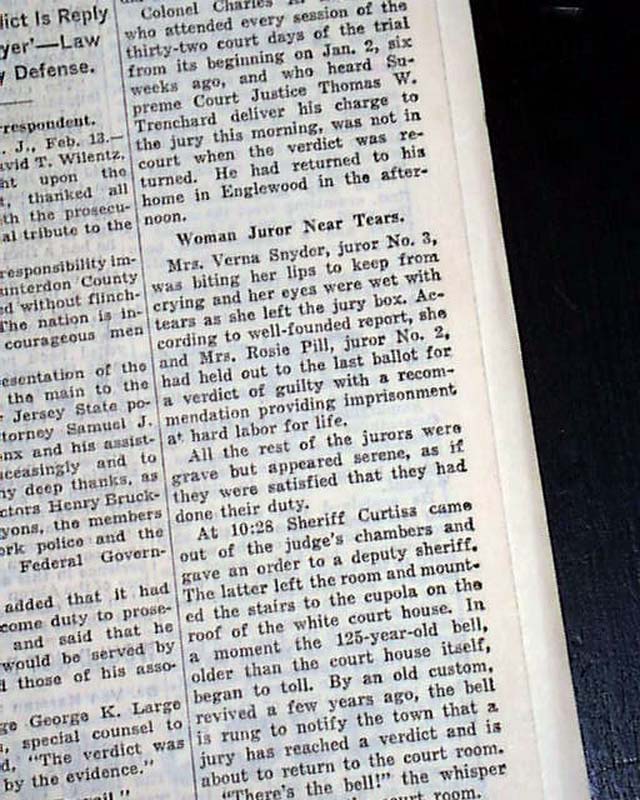 lict Is Reply
yer'—Law
Defense.
rrespondent.
J., Feb. 13.—
avid T. Wilentz,
upon the
thanked all
th the prosecu-
al tribute to the
responsibility im-
unterdon County
ed without flinch-
The nation is in-
courageous men
esentation of the
the main to the
Jersey State po-
ttorney Samuel J.
nx and his assist-
ceasingly and to
ny deep thanks, as
ctors Henry Bruck-
yons, the members
ork police and the
Federal Govern-
added that it had
come duty to prose-
and said that he
would be served by
those of his asso-
ge George K. Large
special counsel to
"The verdict was
by the evidence."
Colonel Charles
who attended every session of the
thirty-two court days of the trial
from its beginning on Jan. 2, six
weeks ago, and who heard Su-
preme Court Justice Thomas W.
Trenchard deliver his charge to
the jury this morning, was not in
court when the verdict was re-
turned. He had returned to his
home in Englewood in the after-
noon.
Woman Juror Near Tears.
Mrs. Verna Snyder, juror No. 3,
was biting her lips to keep from
crying and her eyes were wet with
tears as she left the jury box. Ac-
cording to well-founded report, she
and Mrs. Rosie Pill, juror No. 2,
had held out to the last ballot for
a verdict of guilty with a recom-
mendation providing imprisonment
at hard labor for life.
All the rest of the jurors were
grave but appeared serene, as if
they were satisfied that they had
done their duty.
At 10:28 Sheriff Curtiss came
out of the judge's chambers and
gave an order to a deputy sheriff.
The latter left the room and mount-
ed the stairs to the cupola on the
roof of the white court house. In
a moment the 125-year-old bell,
older than the court house itself,
began to toll. By an old custom,
revived a few years ago, the bell
is rung to notify the town that a
jury has reached a verdict and is
about to return to the court room.
"There's the bell!" the whisper
court room.